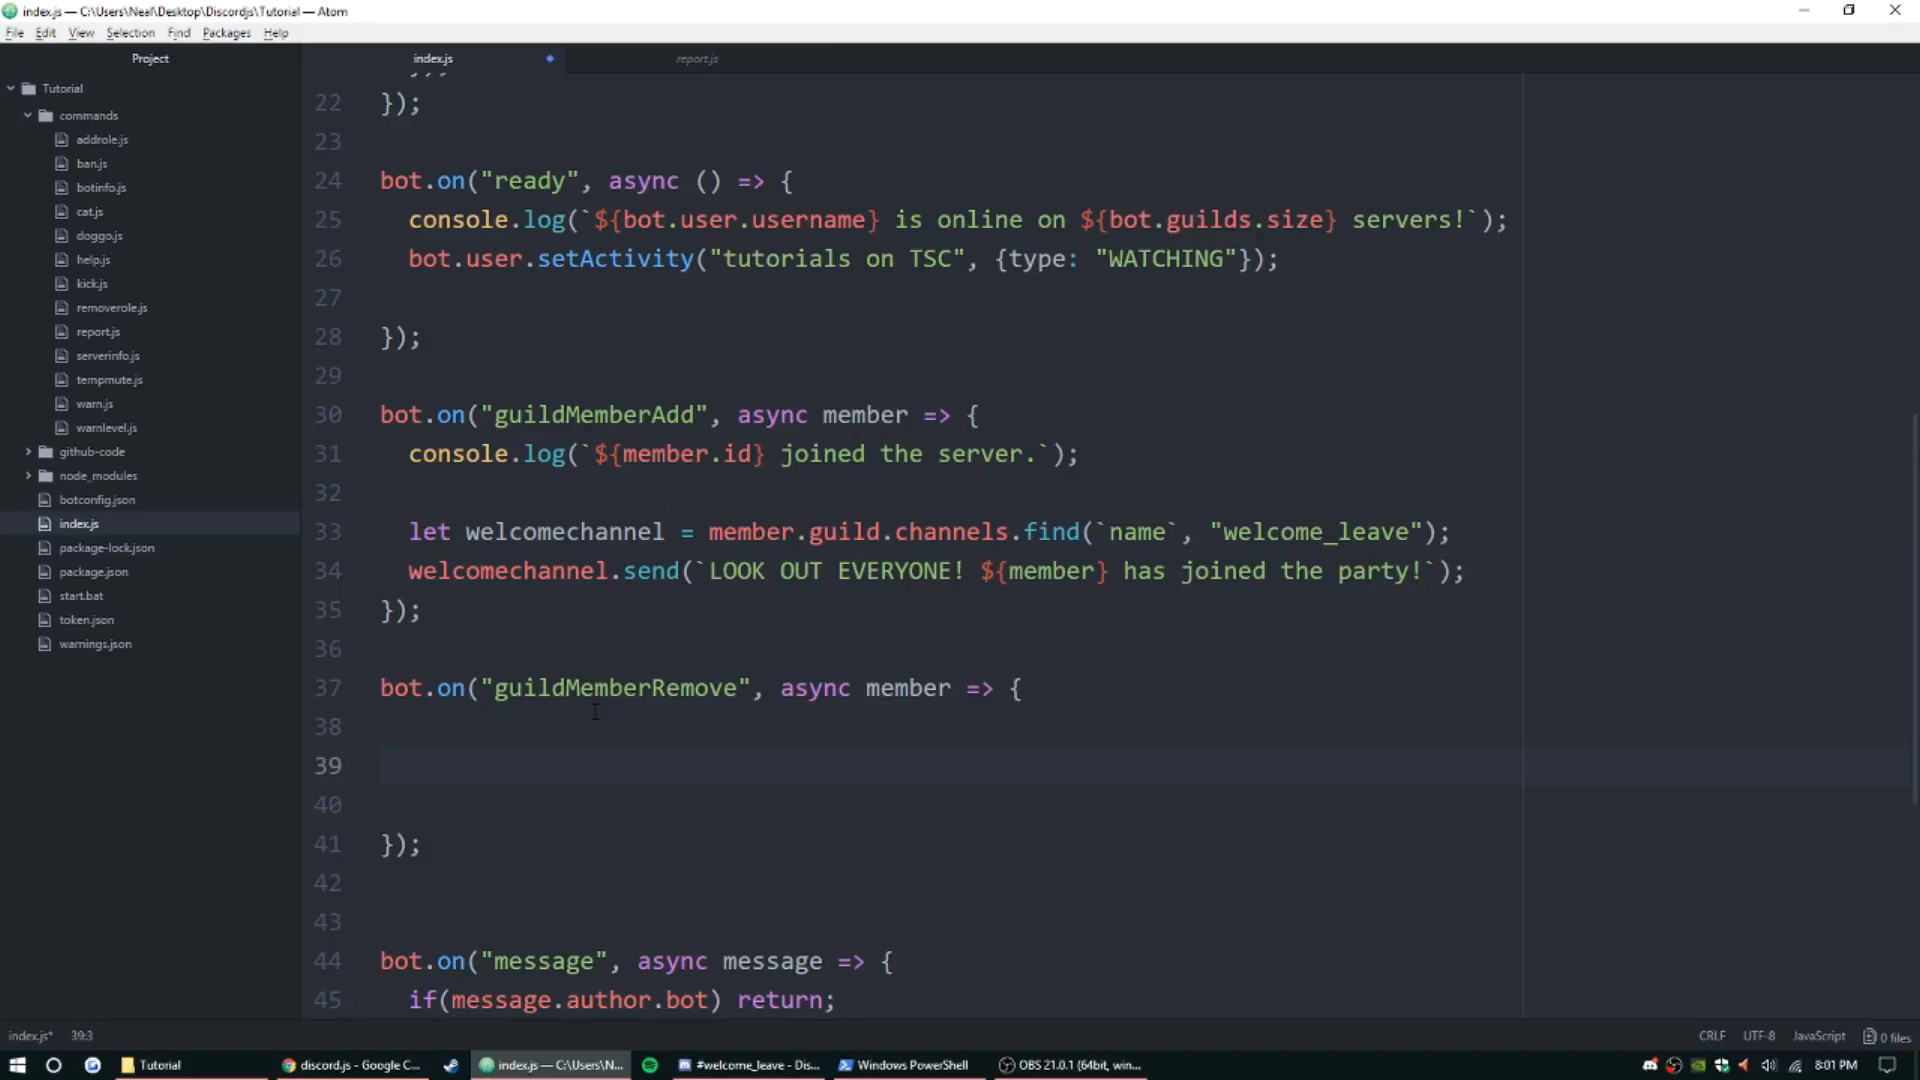 index.js — C:\Users\Neal\Desktop\Discordjs\Tutorial — Atom
File Edit View Selection Find Packages Help
Project
index.js
report.js
Tutorial
commands
addrole.js
ban.js
botinfo.js
cat.js
doggo.js
help.js
kick.js
removerole.js
report.js
serverinfo.js
tempmute.js
warn.js
warnlevel.js
github-code
node_modules
botconfig.json
index.js
package-lock.json
package.json
start.bat
token.json
warnings.json
22 });
23
24 bot.on("ready", async () => {
25 console.log(`${bot.user.username} is online on ${bot.guilds.size} servers!`);
26 bot.user.setActivity("tutorials on TSC", {type: "WATCHING"});
27
28 });
29
30 bot.on("guildMemberAdd", async member => {
31 console.log(`${member.id} joined the server.`);
32
33 let welcomechannel = member.guild.channels.find(`name`, "welcome_leave");
34 welcomechannel.send(`LOOK OUT EVERYONE! ${member} has joined the party!`);
35 });
36
37 bot.on("guildMemberRemove", async member => {
38
39
40
41 });
42
43
44 bot.on("message", async message => {
45 if(message.author.bot) return;
index.js* 39:3
CRLF UTF-8 JavaScript 0 files
Tutorial
discord.js - Google C...
index.js — C:\Users\N...
#welcome_leave - Dis...
Windows PowerShell
OBS 21.0.1 (64bit, win...
8:01 PM